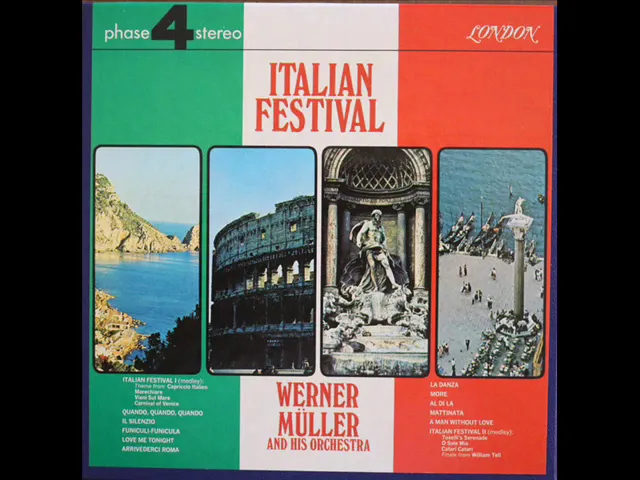 phase 4 stereo
LONDON
ITALIAN
FESTIVAL
ITALIAN FESTIVAL I (medley):
Theme from Capriccio Italien
Marechiare
Vieni Sul Mare
Carnival of Venice
QUANDO, QUANDO, QUANDO
IL SILENZIO
FUNICULI-FUNICULA
LOVE ME TONIGHT
ARRIVEDERCI ROMA
WERNER
MÜLLER
AND HIS ORCHESTRA
LA DANZA
MORE
AL DI LA
MATTINATA
A MAN WITHOUT LOVE
ITALIAN FESTIVAL II (medley):
Toselli's Serenade
O Sole Mio
Catari Catari
Finale from William Tell